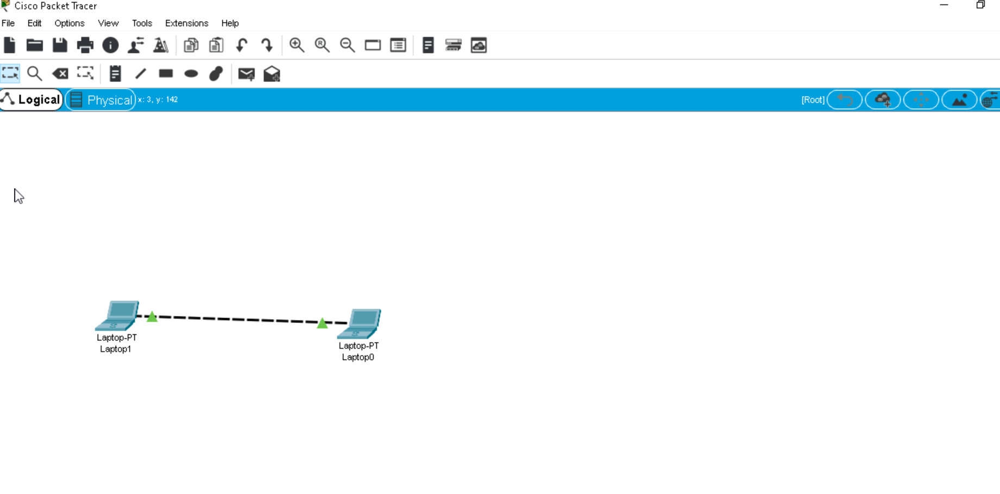 Cisco Packet Tracer
File Edit Options View Tools Extensions Help
Logical Physical x: 3, y: 142 [Root]
Laptop-PT
Laptop1
Laptop-PT
Laptop0